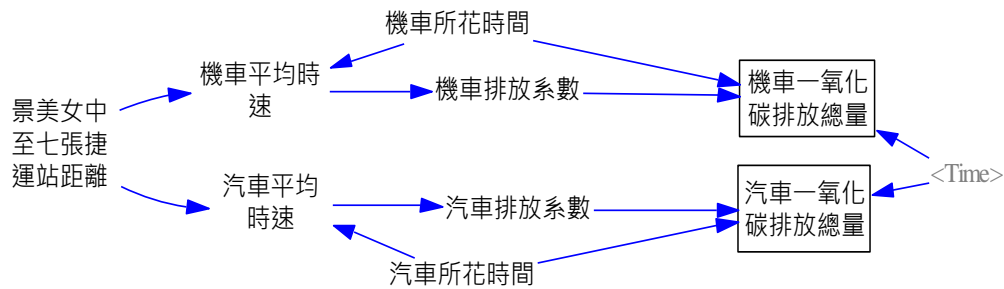 機車所花時間
機車平均時
速
機車排放系數
機車一氧化
碳排放總量
景美女中
至七張捷
運站距離
<Time>
汽車平均
時速
汽車排放系數
汽車一氧化
碳排放總量
汽車所花時間